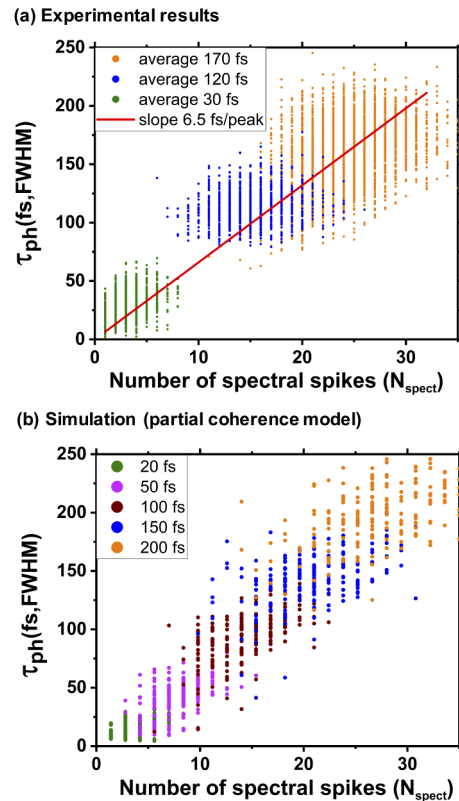 (a) Experimental results
250
200
150
100
50
0
τph(fs,FWHM)
average 170 fs
average 120 fs
average 30 fs
slope 6.5 fs/peak
0 10 20 30
Number of spectral spikes (Nspect)
(b) Simulation (partial coherence model)
250
200
150
100
50
0
τph(fs,FWHM)
20 fs
50 fs
100 fs
150 fs
200 fs
0 10 20 30
Number of spectral spikes (Nspect)